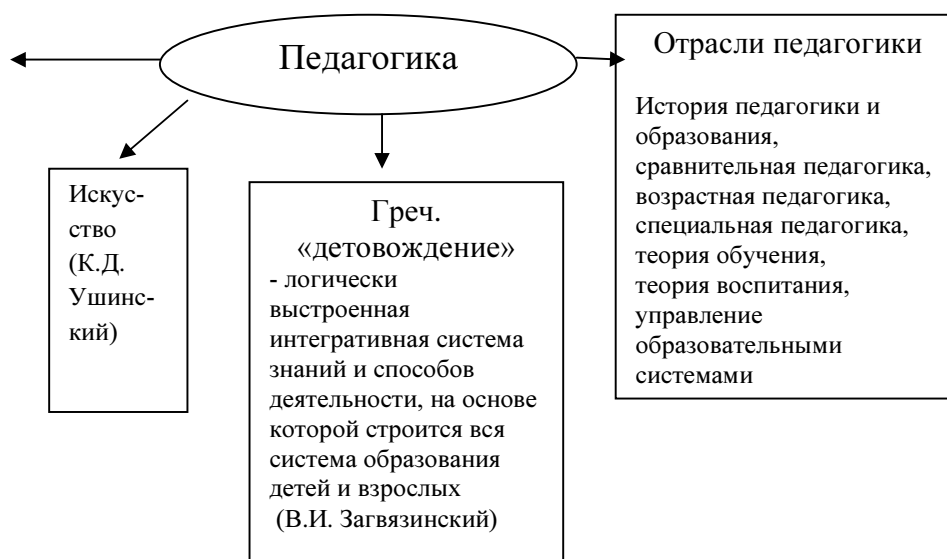 Педагогика
Искус-
ство
(К.Д.
Ушинс-
кий)
Греч.
«детовождение»
- логически
выстроенная
интегративная система
знаний и способов
деятельности, на основе
которой строится вся
система образования
детей и взрослых
(В.И. Загвязинский)
Отрасли педагогики
История педагогики и
образования,
сравнительная педагогика,
возрастная педагогика,
специальная педагогика,
теория обучения,
теория воспитания,
управление
образовательными
системами